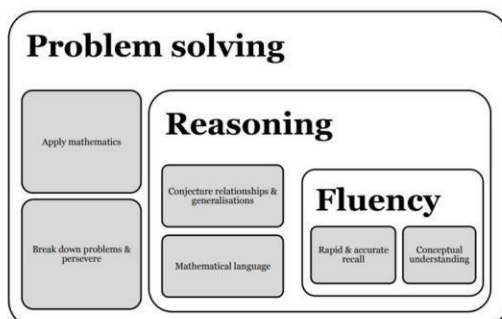 Problem solving
Apply mathematics
Break down problems &
persevere
Reasoning
Conjecture relationships &
generalisations
Mathematical language
Fluency
Rapid & accurate
recall
Conceptual
understanding